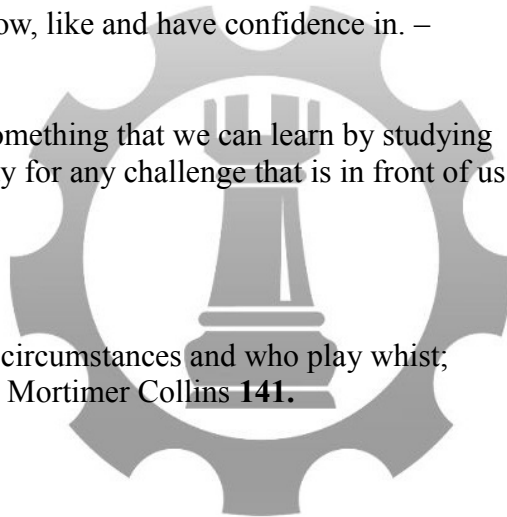 ow, like and have confidence in. –
omething that we can learn by studying
y for any challenge that is in front of us
circumstances and who play whist;
Mortimer Collins 141.